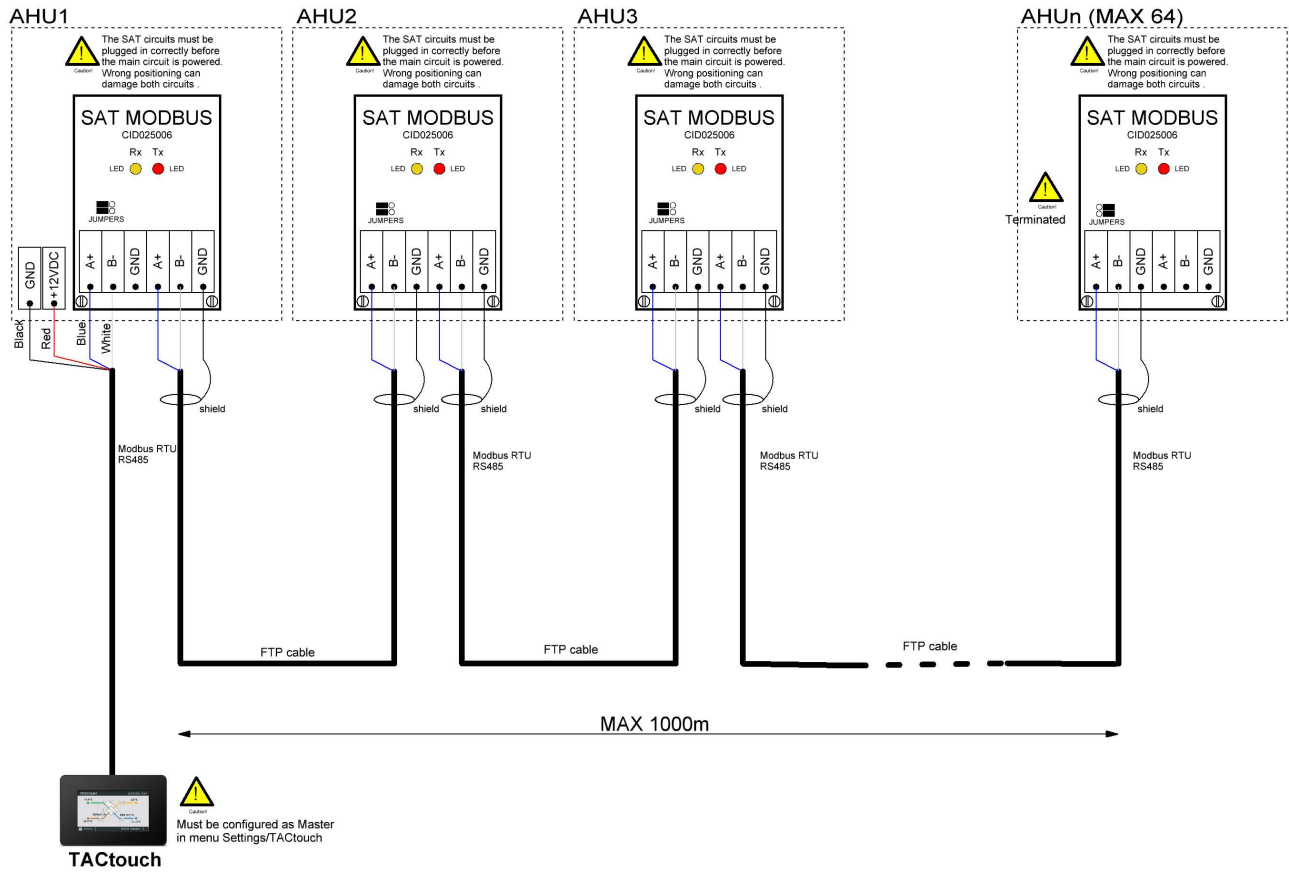 AHU1
AHU2
AHU3
AHUn (MAX 64)
Caution!
The SAT circuits must be
plugged in correctly before
the main circuit is powered.
Wrong positioning can
damage both circuits .
Caution!
The SAT circuits must be
plugged in correctly before
the main circuit is powered.
Wrong positioning can
damage both circuits .
Caution!
The SAT circuits must be
plugged in correctly before
the main circuit is powered.
Wrong positioning can
damage both circuits .
Caution!
The SAT circuits must be
plugged in correctly before
the main circuit is powered.
Wrong positioning can
damage both circuits .
SAT MODBUS
CID025006
Rx Tx
LED LED
JUMPERS
A+ B- GND A+ B- GND
SAT MODBUS
CID025006
Rx Tx
LED LED
JUMPERS
A+ B- GND A+ B- GND
SAT MODBUS
CID025006
Rx Tx
LED LED
JUMPERS
A+ B- GND A+ B- GND
SAT MODBUS
CID025006
Rx Tx
LED LED
Caution!
Terminated
JUMPERS
A+ B- GND A+ B- GND
GND
+12VDC
Black
Red
Blue
White
shield
shield
shield
shield
shield
shield
Modbus RTU
RS485
Modbus RTU
RS485
Modbus RTU
RS485
Modbus RTU
RS485
FTP cable
FTP cable
FTP cable
MAX 1000m
Caution!
Must be configured as Master
in menu Settings/TACtouch
TACtouch